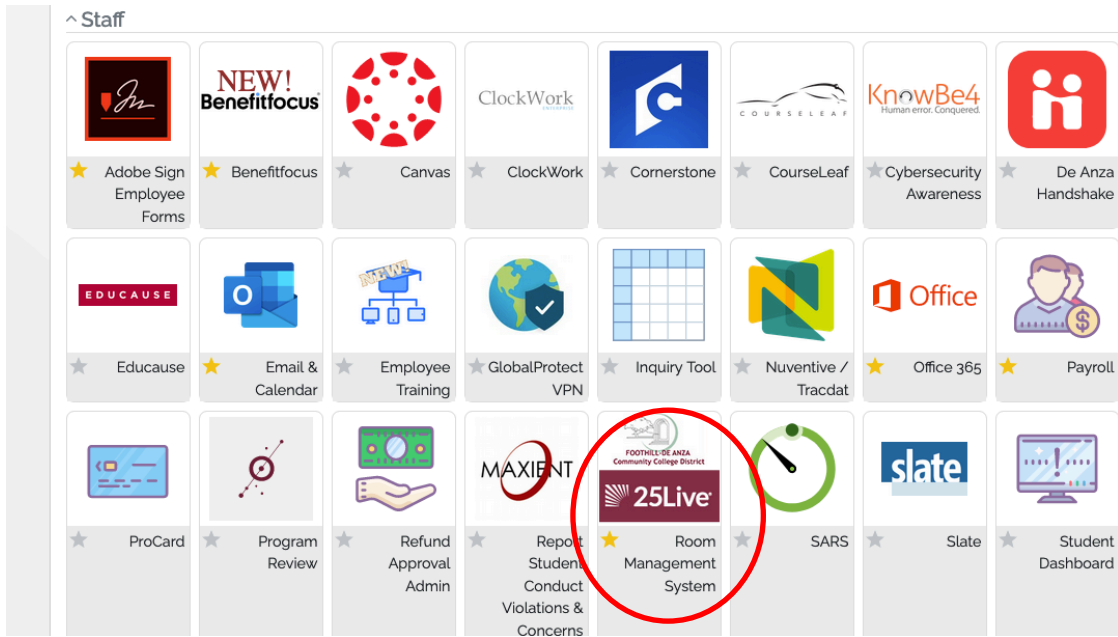 Staff
NEW!
Benefitfocus
ClockWork
ENTERPRISE
COURSELEAF
KnowBe4
Human error. Conquered.
Adobe Sign
Employee
Forms
Benefitfocus
Canvas
ClockWork
Cornerstone
CourseLeaf
Cybersecurity
Awareness
De Anza
Handshake
EDUCAUSE
O
NEW!
Office
$
Educause
Email &
Calendar
Employee
Training
GlobalProtect
VPN
Inquiry Tool
Nuventive /
Tracdat
Office 365
Payroll
MAXIENT
FOOTHILL-DE ANZA
Community College District
25Live
slate
!
ProCard
Program
Review
Refund
Approval
Admin
Report
Student
Conduct
Violations &
Concerns
Room
Management
System
SARS
Slate
Student
Dashboard